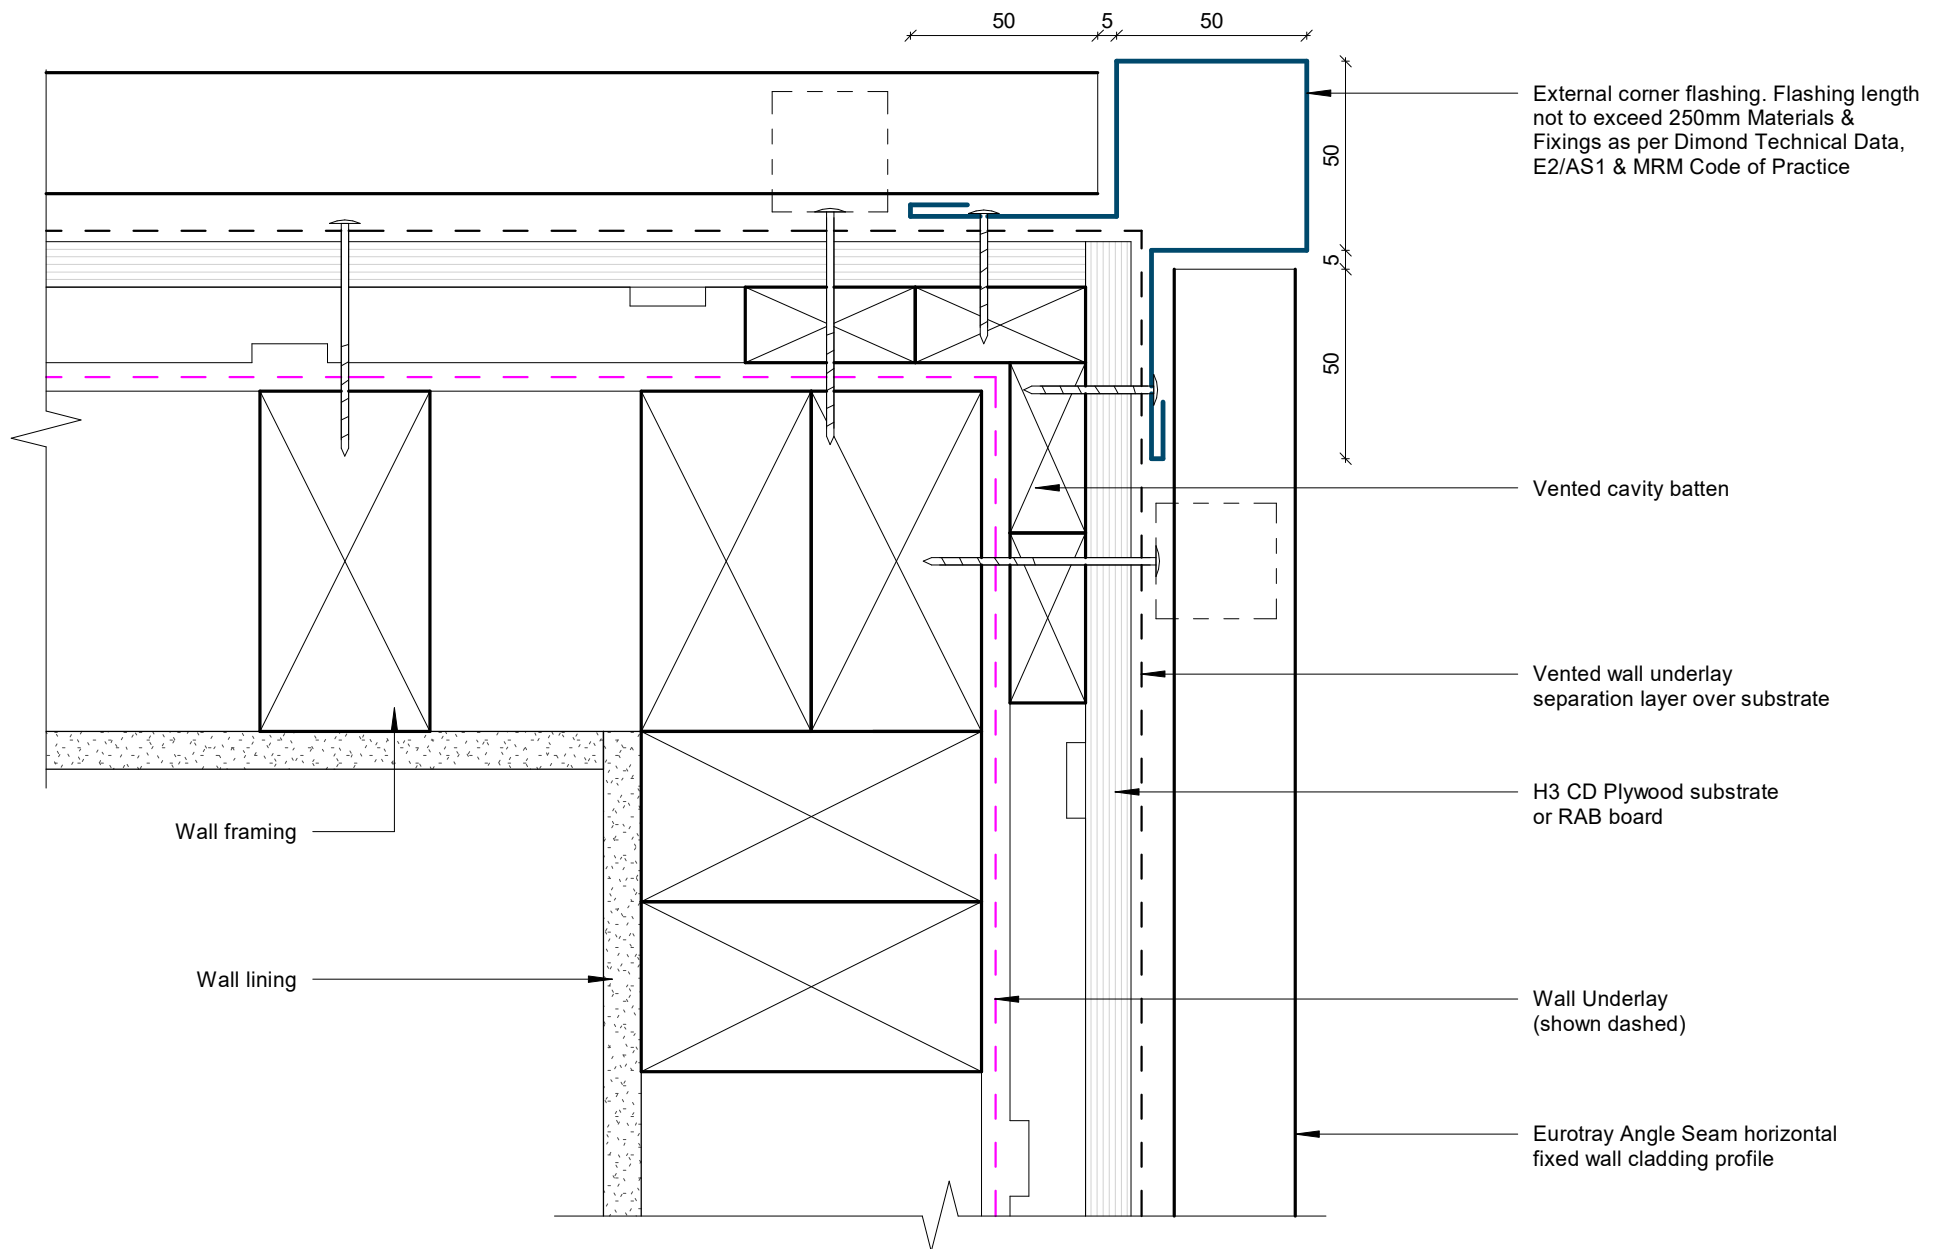 50
5
50
External corner flashing. Flashing length
not to exceed 250mm Materials &
Fixings as per Dimond Technical Data,
E2/AS1 & MRM Code of Practice
50
5
50
Vented cavity batten
Vented wall underlay
separation layer over substrate
H3 CD Plywood substrate
or RAB board
Wall framing
Wall lining
Wall Underlay
(shown dashed)
Eurotray Angle Seam horizontal
fixed wall cladding profile